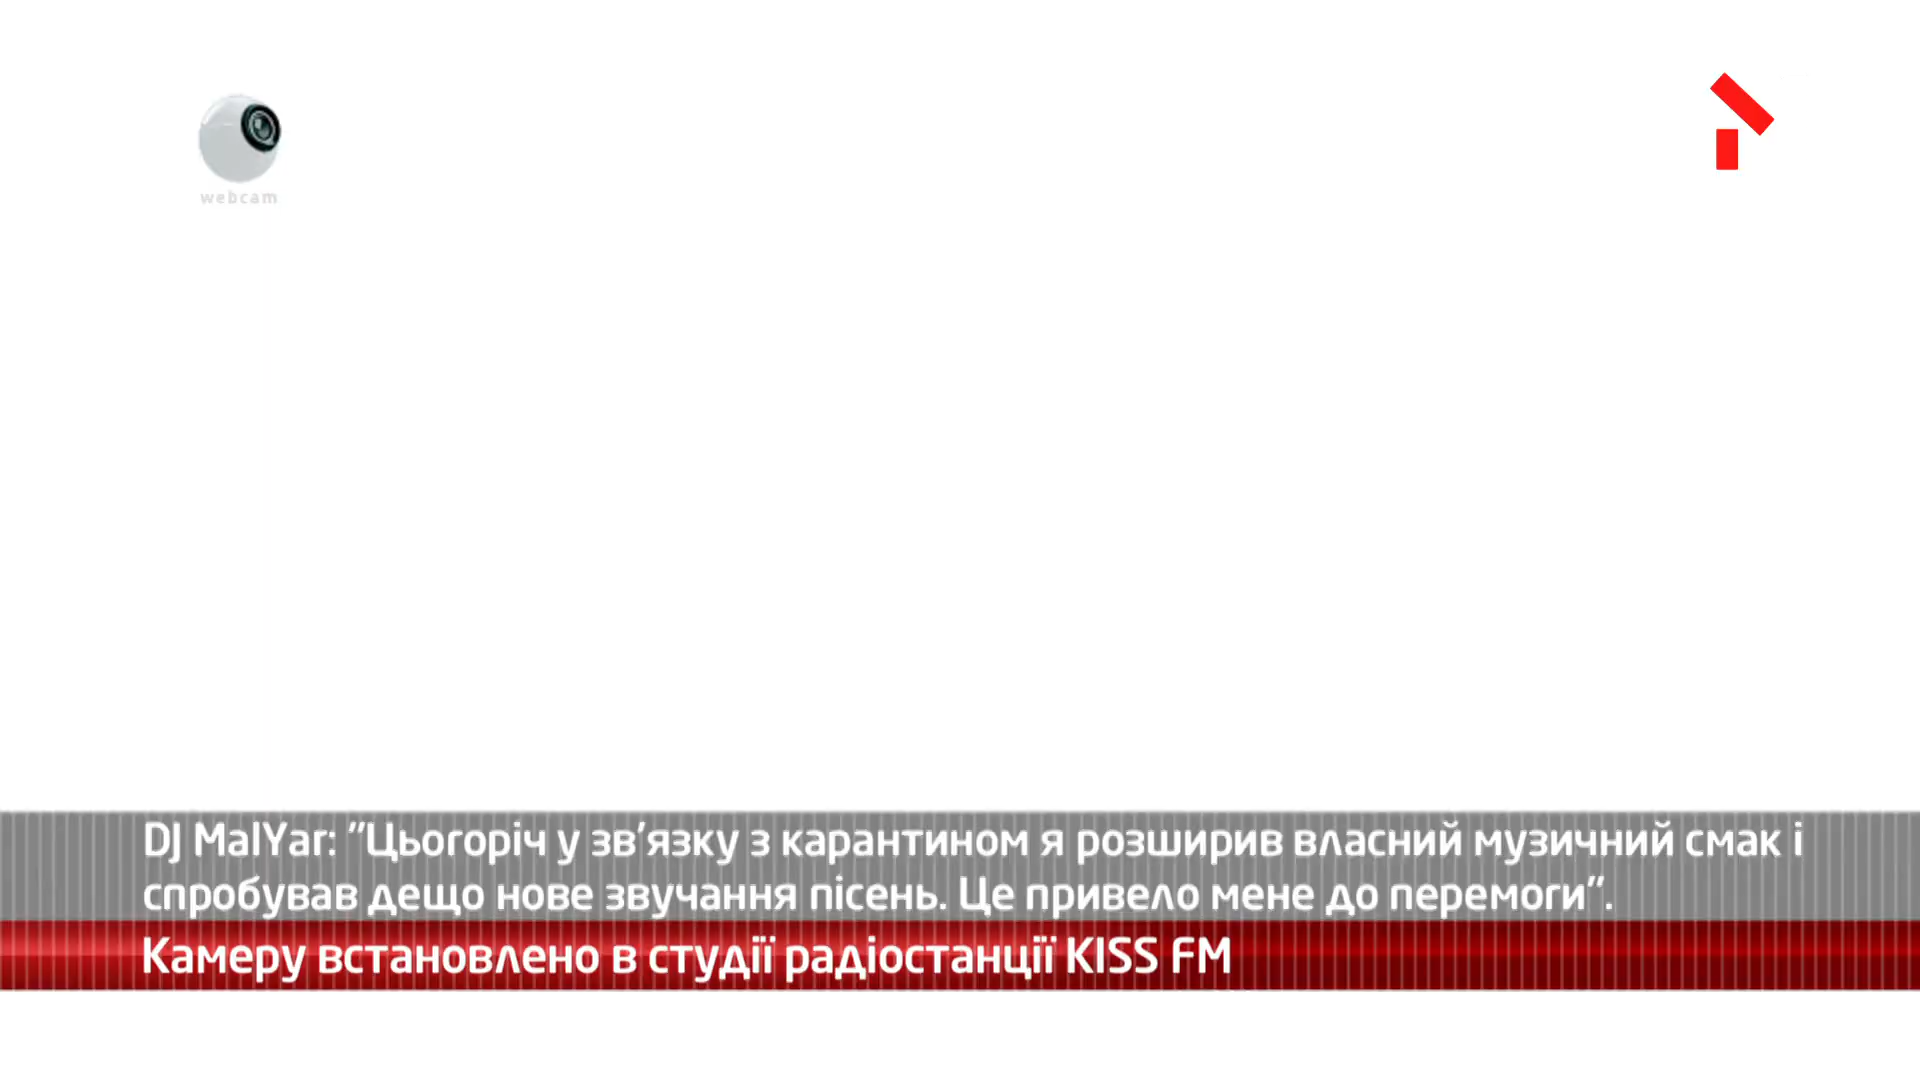 webcam
DJ MalYar: "Цьогоріч у зв'язку з карантином я розширив власний музичний смак і
спробував дещо нове звучання пісень. Це привело мене до перемоги".
Камеру встановлено в студії радіостанції KISS FM